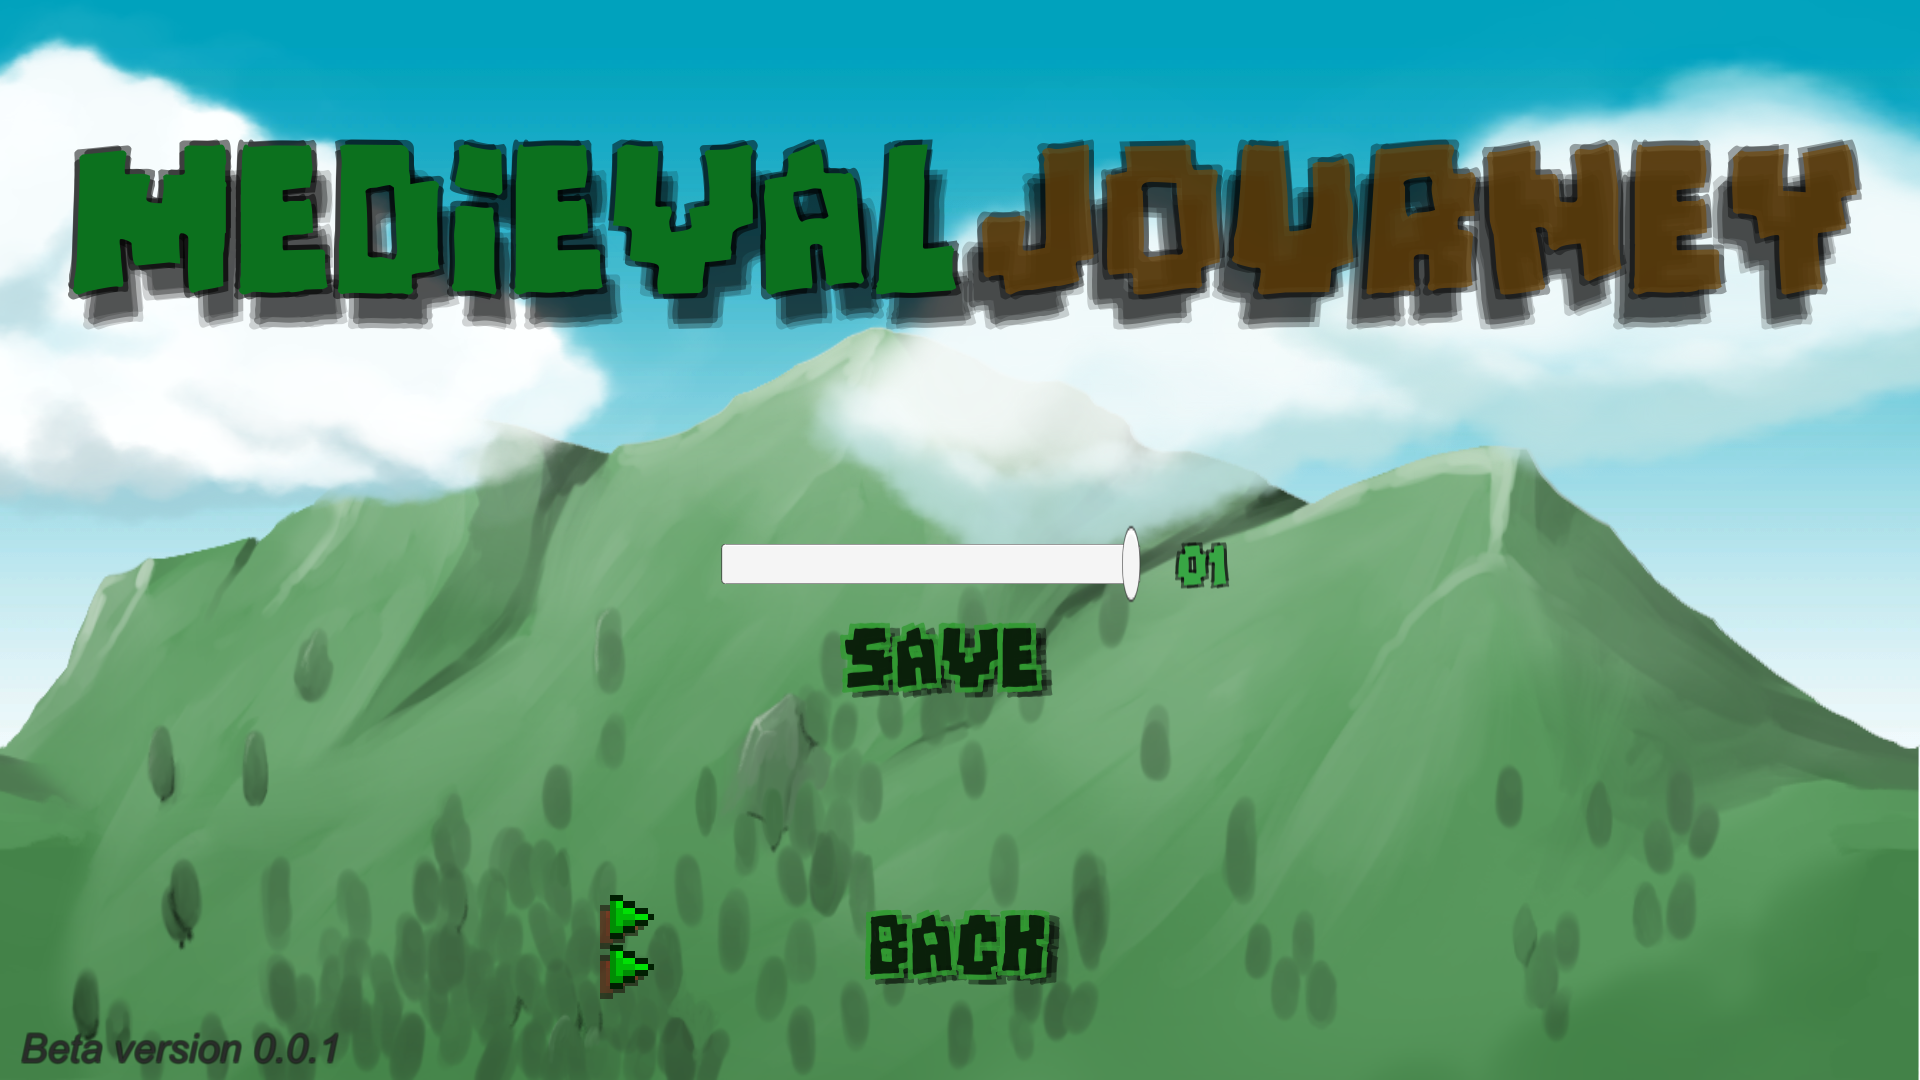 MEDiEVAL JOURNEY
01
SAVE
BACK
Beta version 0.0.1